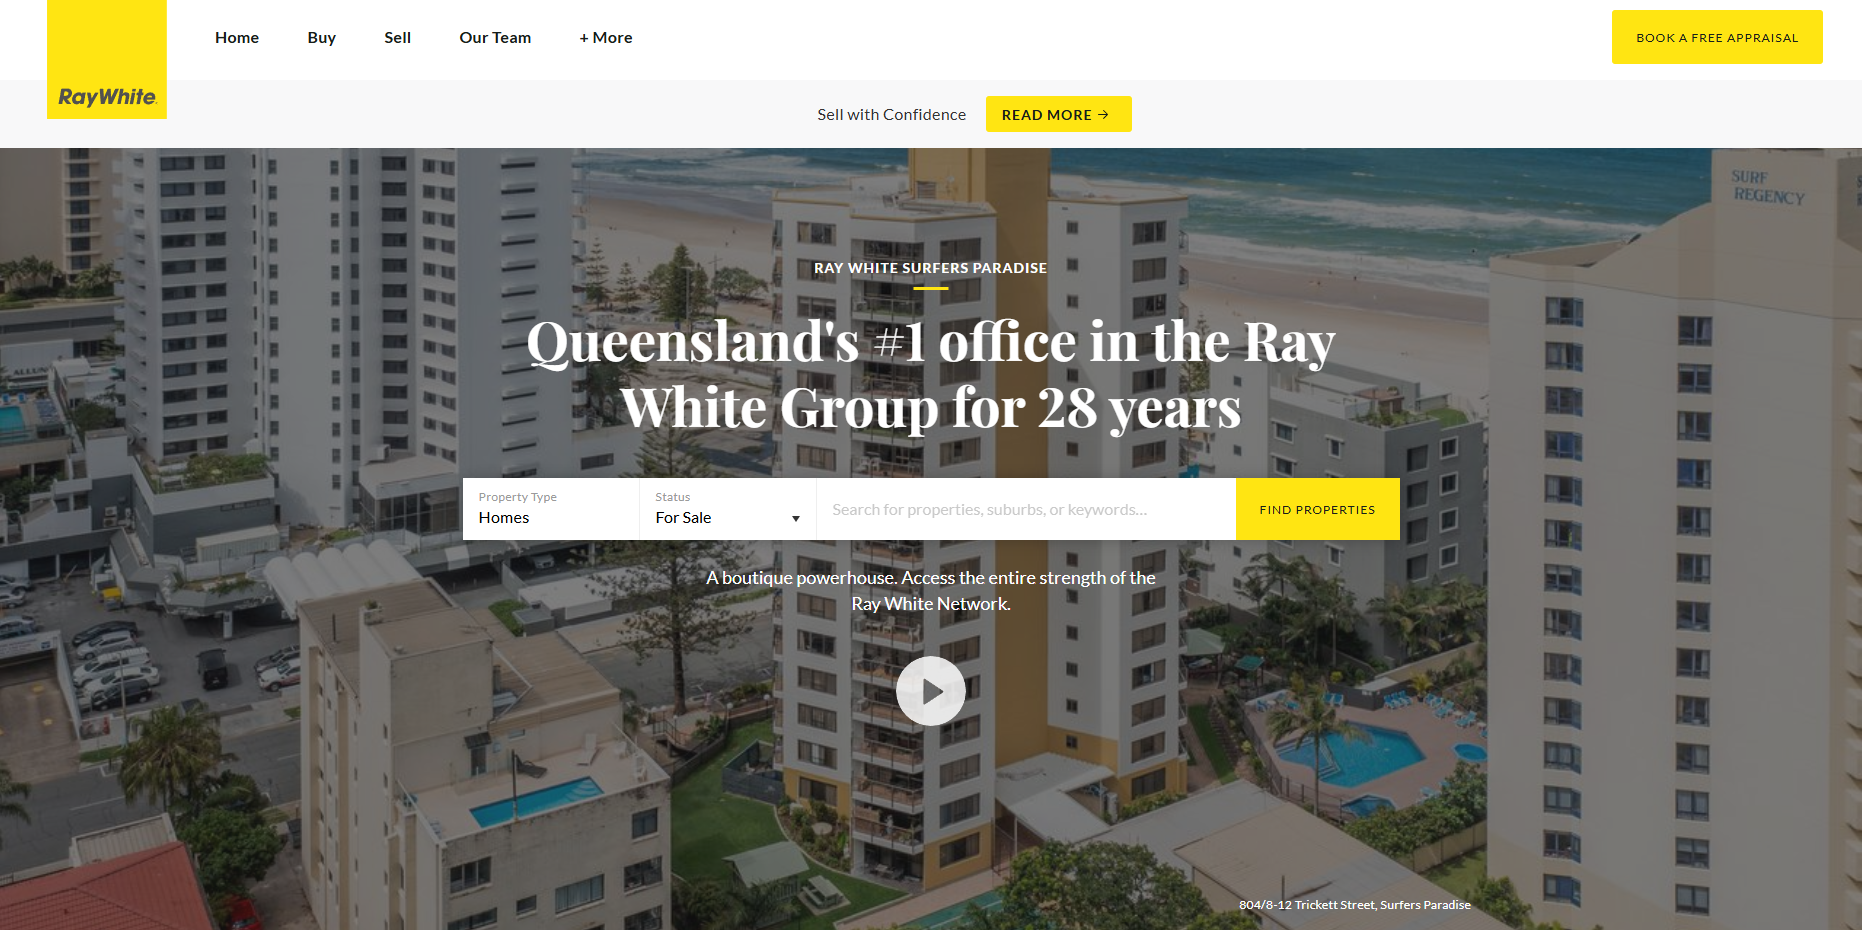 Home
Buy
Sell
Our Team
+ More
BOOK A FREE APPRAISAL
RayWhite.
Sell with Confidence
READ MORE →
SURF
REGENCY
RAY WHITE SURFERS PARADISE
Queensland's #1 office in the Ray
White Group for 28 years
Property Type
Homes
Status
For Sale
Search for properties, suburbs, or keywords...
FIND PROPERTIES
A boutique powerhouse. Access the entire strength of the
Ray White Network.
804/8-12 Trickett Street, Surfers Paradise